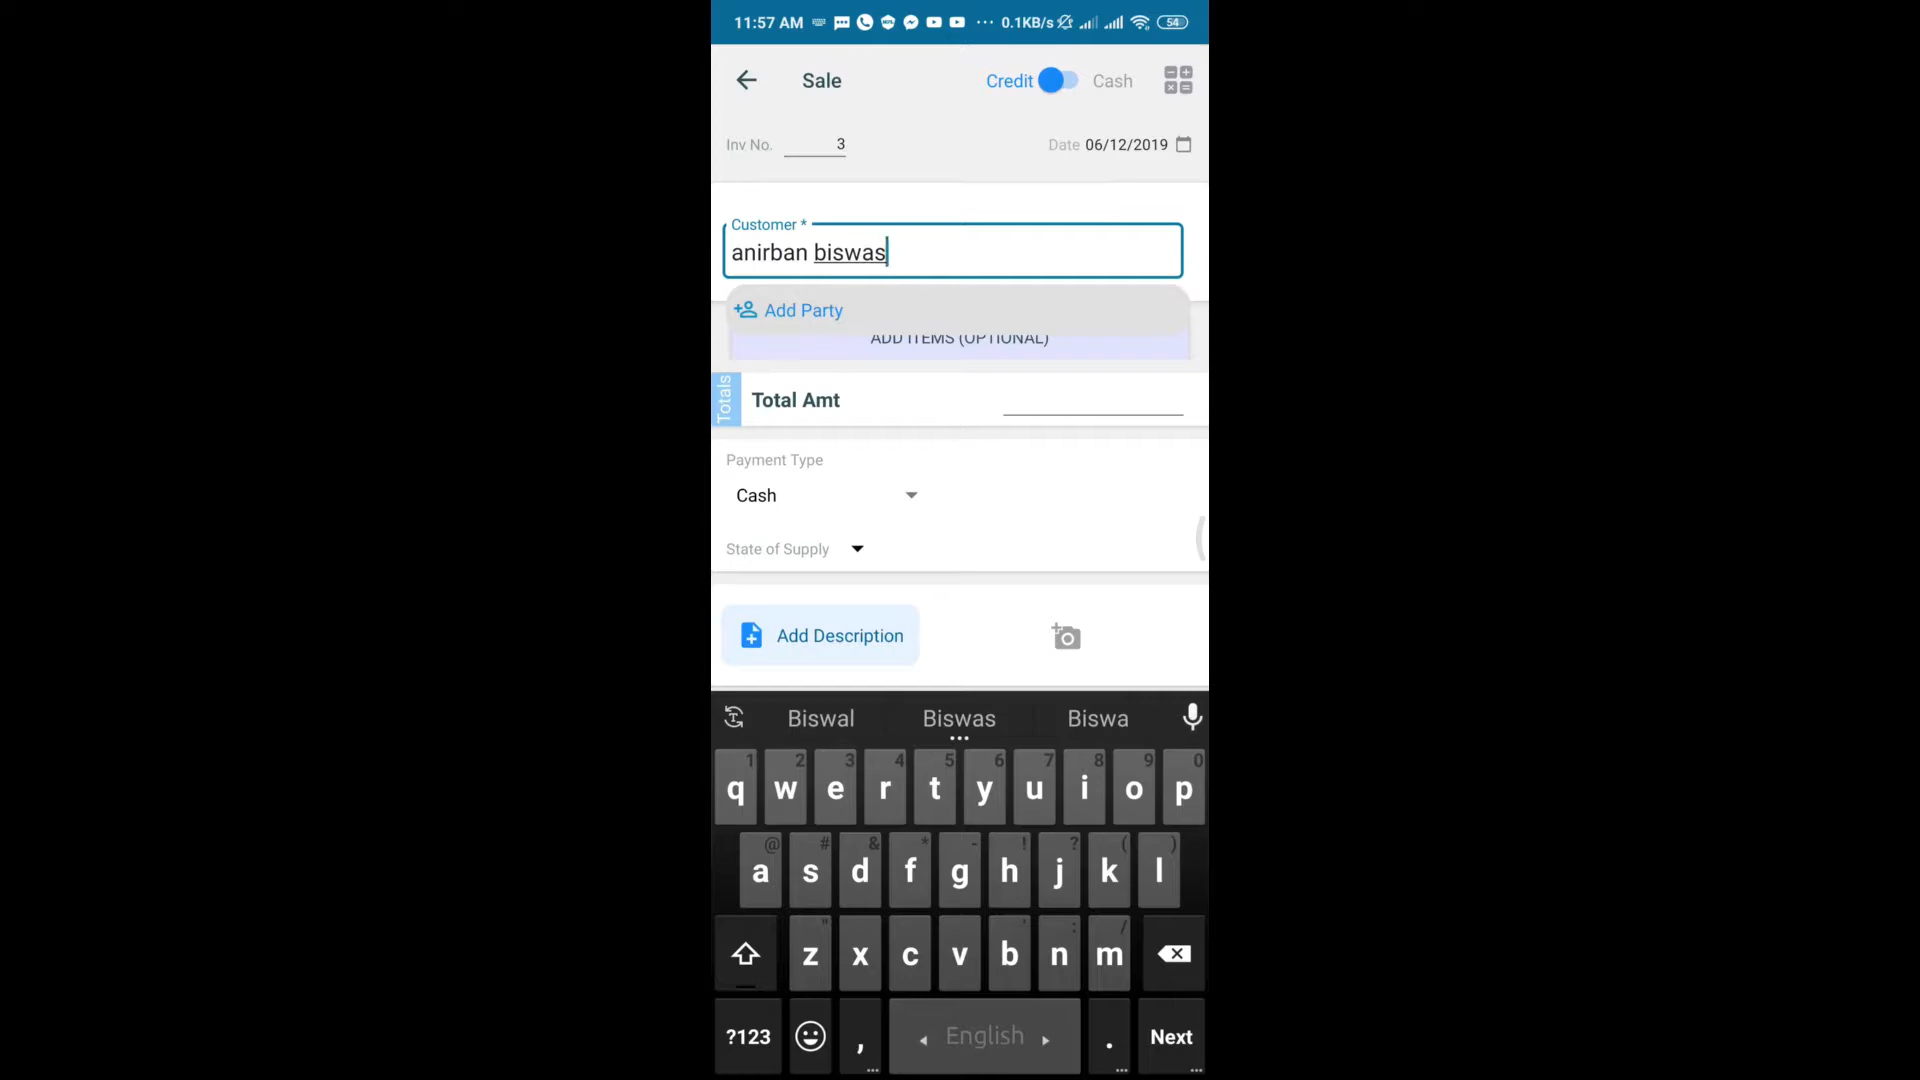 11:57 AM 0.1KB/s 54
Sale Credit Cash
Inv No. 3 Date 06/12/2019
Customer *
anirban biswas
Add Party
ADD ITEMS (OPTIONAL)
Totals
Total Amt
Payment Type
Cash
State of Supply
Add Description
Biswal Biswas Biswa
1 2 3 4 5 6 7 8 9 0
q w e r t y u i o p
@ # & * - ! ? ( )
a s d f g h j k l
" ' : /
z x c v b n m
?123 , English . Next